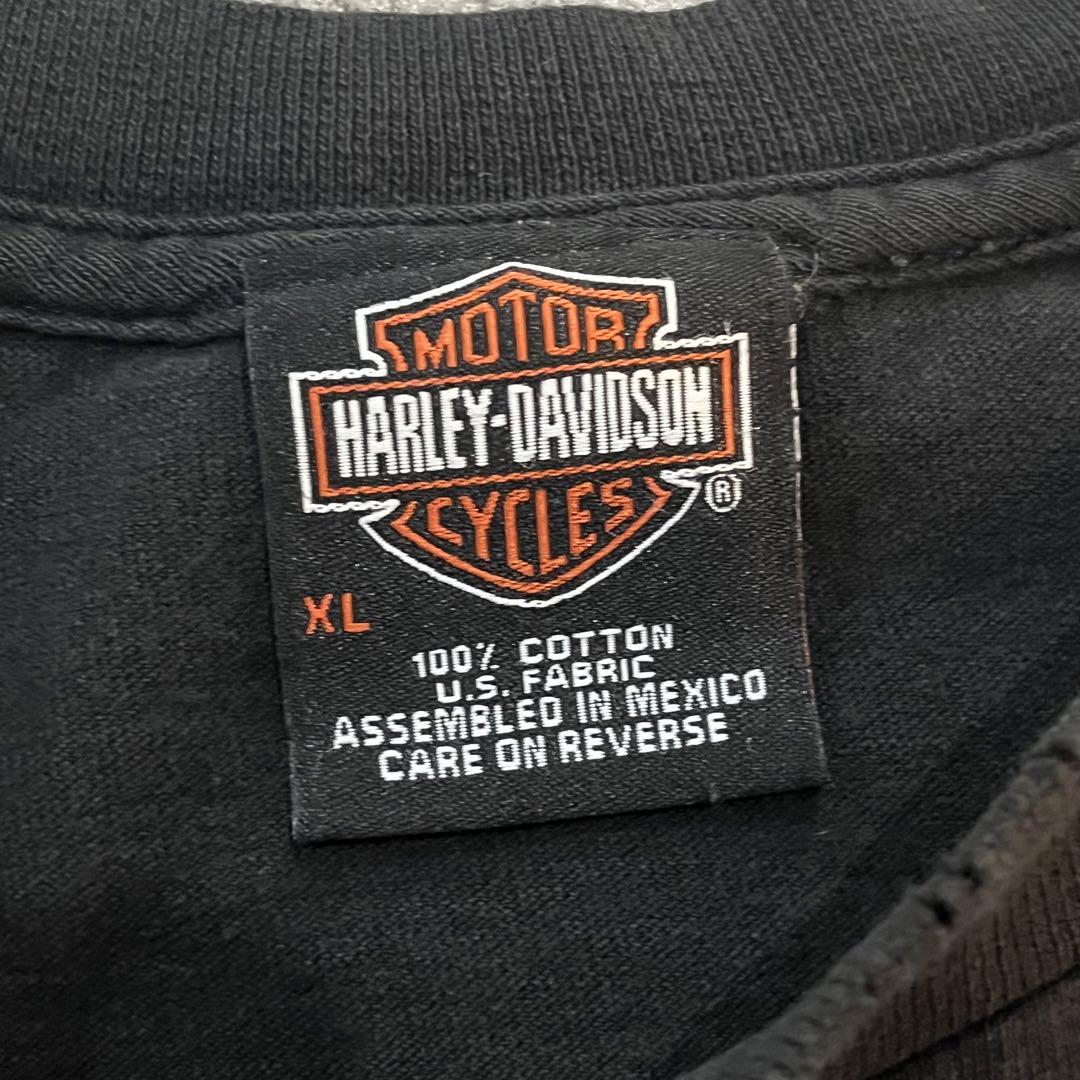 MOTOR
HARLEY-DAVIDSON
CYCLES
®
XL
100% COTTON
U.S. FABRIC
ASSEMBLED IN MEXICO
CARE ON REVERSE